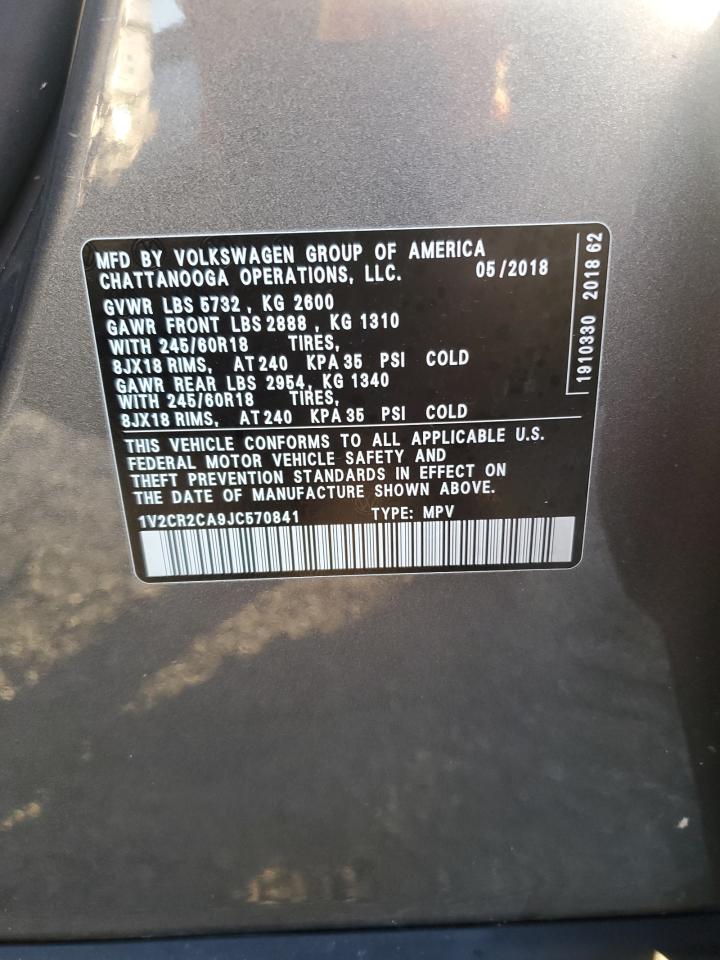 MFD BY VOLKSWAGEN GROUP OF AMERICA
CHATTANOOGA OPERATIONS, LLC. 05/2018
GVWR LBS 5732 , KG 2600
GAWR FRONT LBS 2888 , KG 1310
WITH 245/60R18 TIRES,
8JX18 RIMS, AT 240 KPA 35 PSI COLD
GAWR REAR LBS 2954, KG 1340
WITH 245/60R18 TIRES,
8JX18 RIMS, AT 240 KPA 35 PSI COLD
THIS VEHICLE CONFORMS TO ALL APPLICABLE U.S.
FEDERAL MOTOR VEHICLE SAFETY AND
THEFT PREVENTION STANDARDS IN EFFECT ON
THE DATE OF MANUFACTURE SHOWN ABOVE.
1V2CR2CA9JC570841 TYPE: MPV
1910330 2018 62